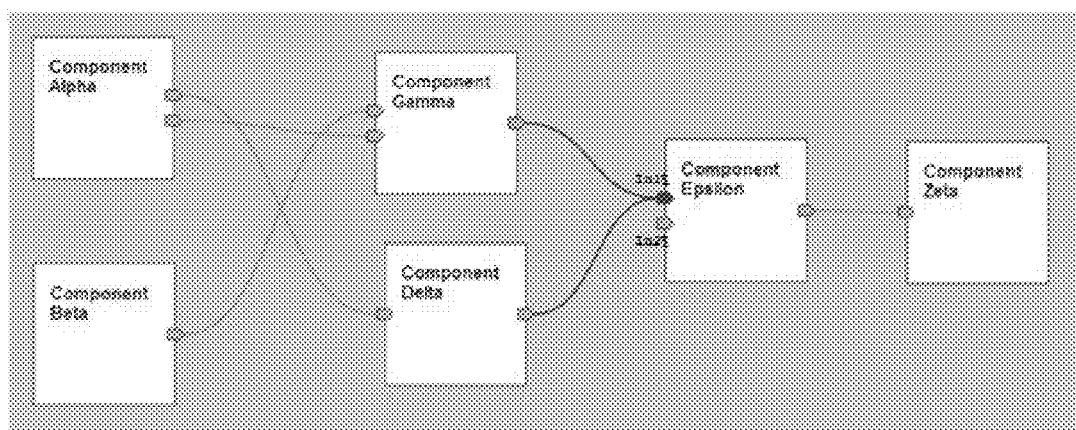 Component
Alpha
Component
Gamma
Component
Epsilon
Component
Zeta
Component
Beta
Component
Delta